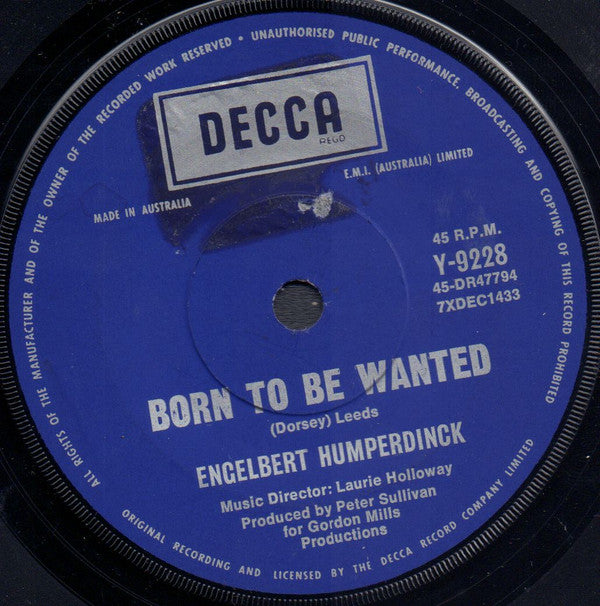 ALL RIGHTS OF THE MANUFACTURER AND OF THE OWNER OF THE RECORDED WORK RESERVED • UNAUTHORISED PUBLIC PERFORMANCE, BROADCASTING AND COPYING OF THIS RECORD PROHIBITED
DECCA
REGD
E.M.I. (AUSTRALIA) LIMITED
MADE IN AUSTRALIA
45 R.P.M.
Y-9228
45-DR47794
7XDEC1433
BORN TO BE WANTED
(Dorsey) Leeds
ENGELBERT HUMPERDINCK
Music Director: Laurie Holloway
Produced by Peter Sullivan
for Gordon Mills
Productions
ORIGINAL RECORDING AND LICENSED BY THE DECCA RECORD COMPANY LIMITED